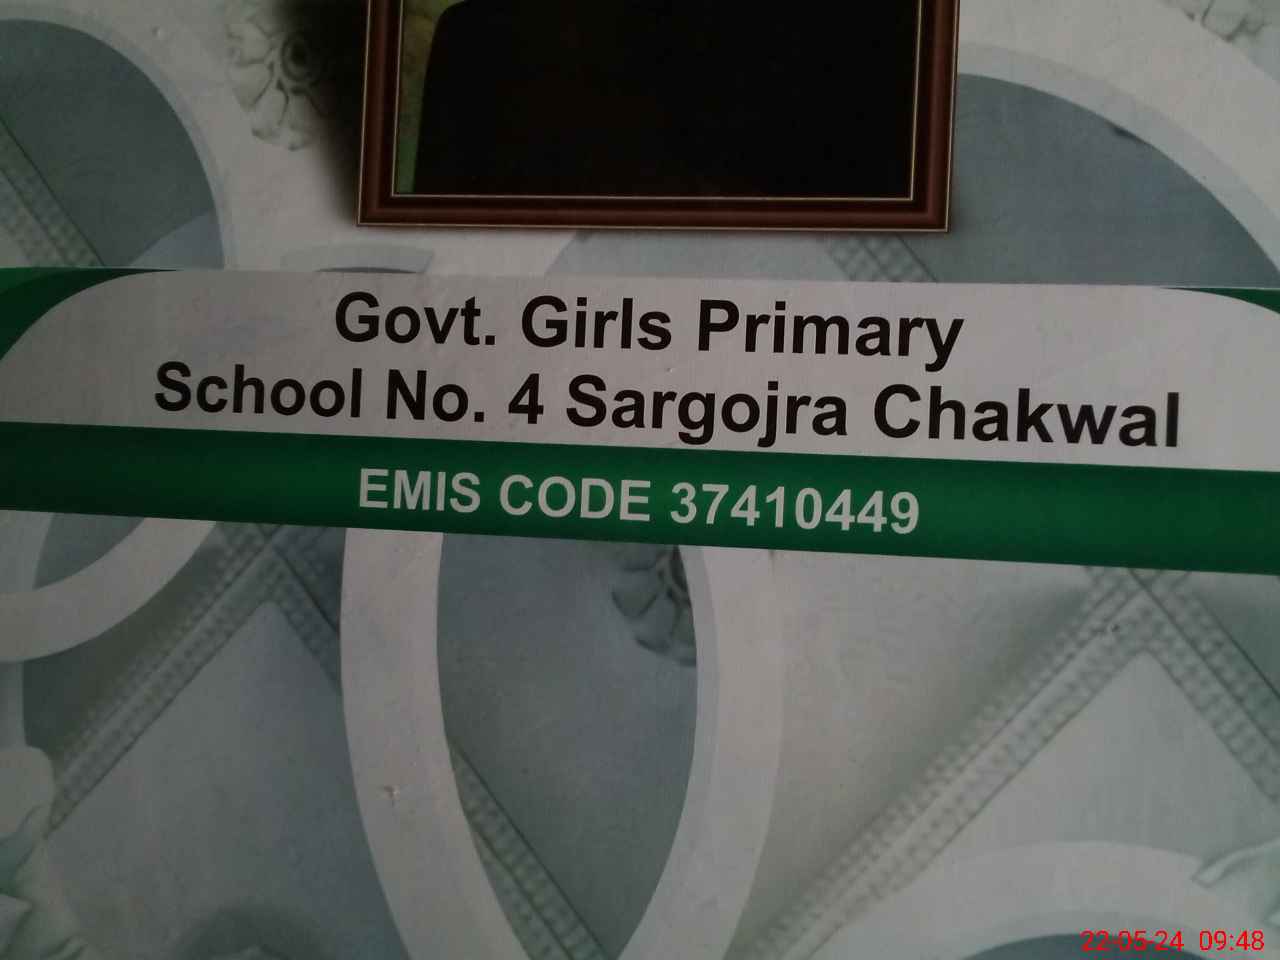 Govt. Girls Primary
School No. 4 Sargojra Chakwal
EMIS CODE 37410449
22-05-24 09:48